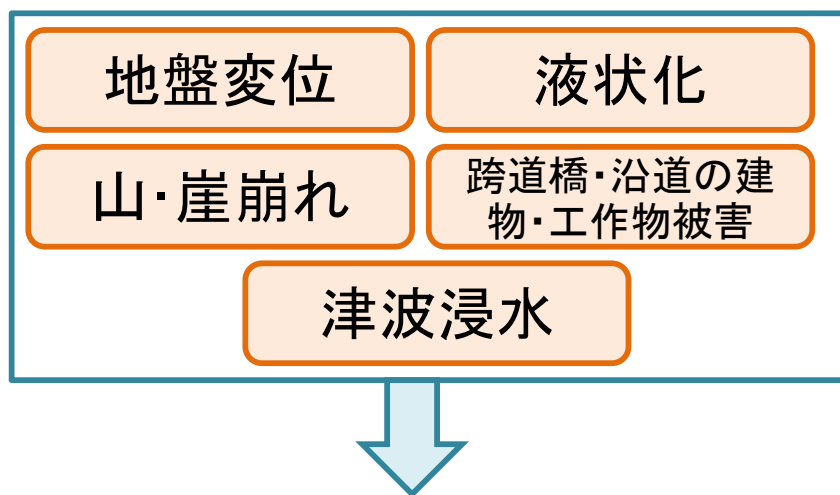 地盤変位
液状化
山・崖崩れ
跨道橋・沿道の建
物・工作物被害
津波浸水